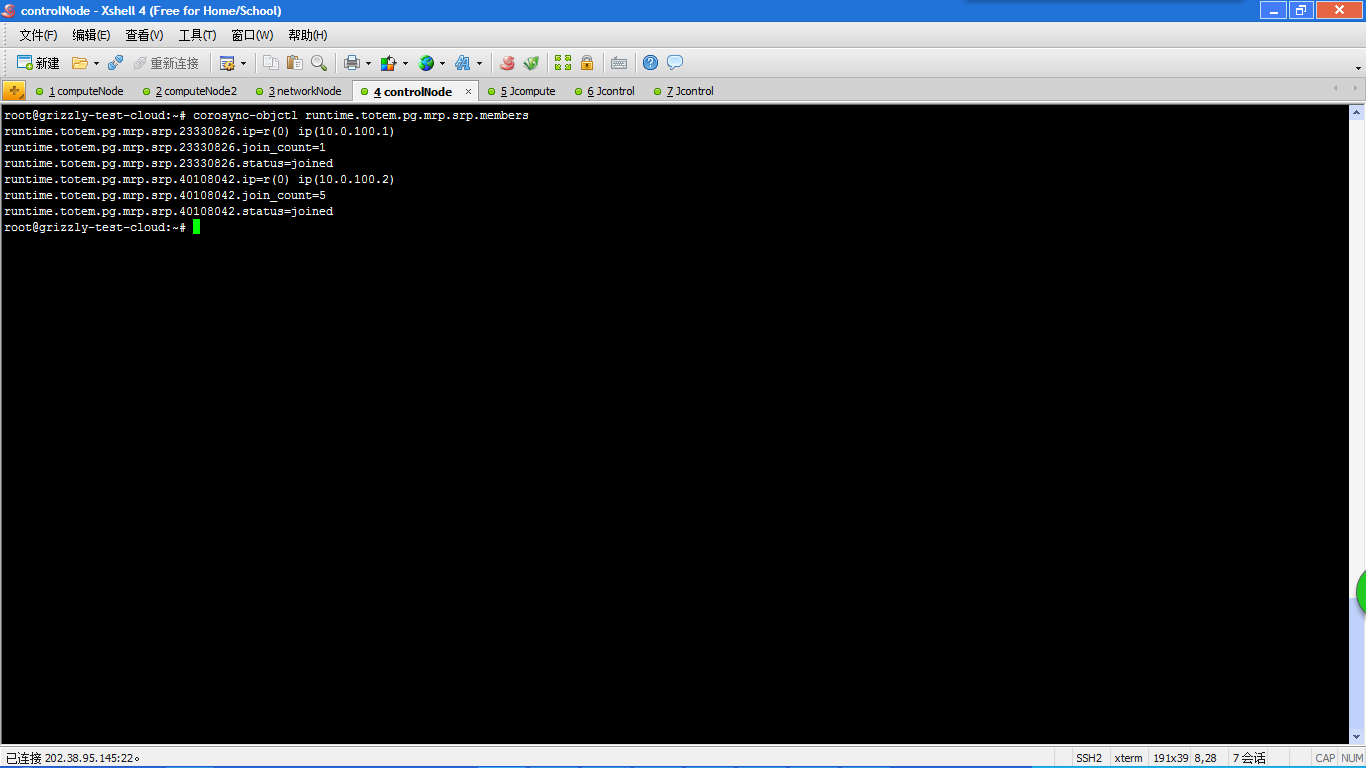 controlNode - Xshell 4 (Free for Home/School)
文件(F) 编辑(E) 查看(V) 工具(T) 窗口(W) 帮助(H)
新建 重新连接
1 computeNode 2 computeNode2 3 networkNode 4 controlNode × 5 Jcompute 6 Jcontrol 7 Jcontrol
root@grizzly-test-cloud:~# corosync-objctl runtime.totem.pg.mrp.srp.members
runtime.totem.pg.mrp.srp.23330826.ip=r(0) ip(10.0.100.1)
runtime.totem.pg.mrp.srp.23330826.join_count=1
runtime.totem.pg.mrp.srp.23330826.status=joined
runtime.totem.pg.mrp.srp.40108042.ip=r(0) ip(10.0.100.2)
runtime.totem.pg.mrp.srp.40108042.join_count=5
runtime.totem.pg.mrp.srp.40108042.status=joined
root@grizzly-test-cloud:~#
已连接 202.38.95.145:22。 SSH2 xterm 191x39 8,28 7 会话 CAP NUM